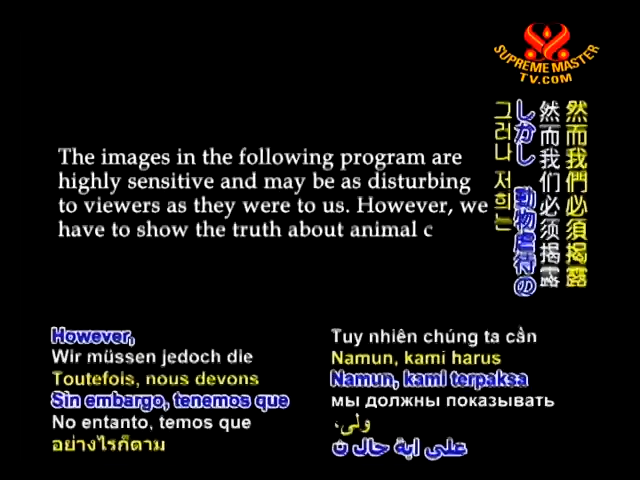 SUPREME MASTER
TV.COM
The images in the following program are
highly sensitive and may be as disturbing
to viewers as they were to us. However, we
have to show the truth about animal c
然而我們必須揭露
然而我们必须揭露
しかし 動物虐待の
그러나 저희는
However,
Wir müssen jedoch die
Toutefois, nous devons
Sin embargo, tenemos que
No entanto, temos que
อย่างไรก็ตาม
Tuy nhiên chúng ta cần
Namun, kami harus
Namun, kami terpaksa
мы должны показывать
ولی،
على اية حال ن